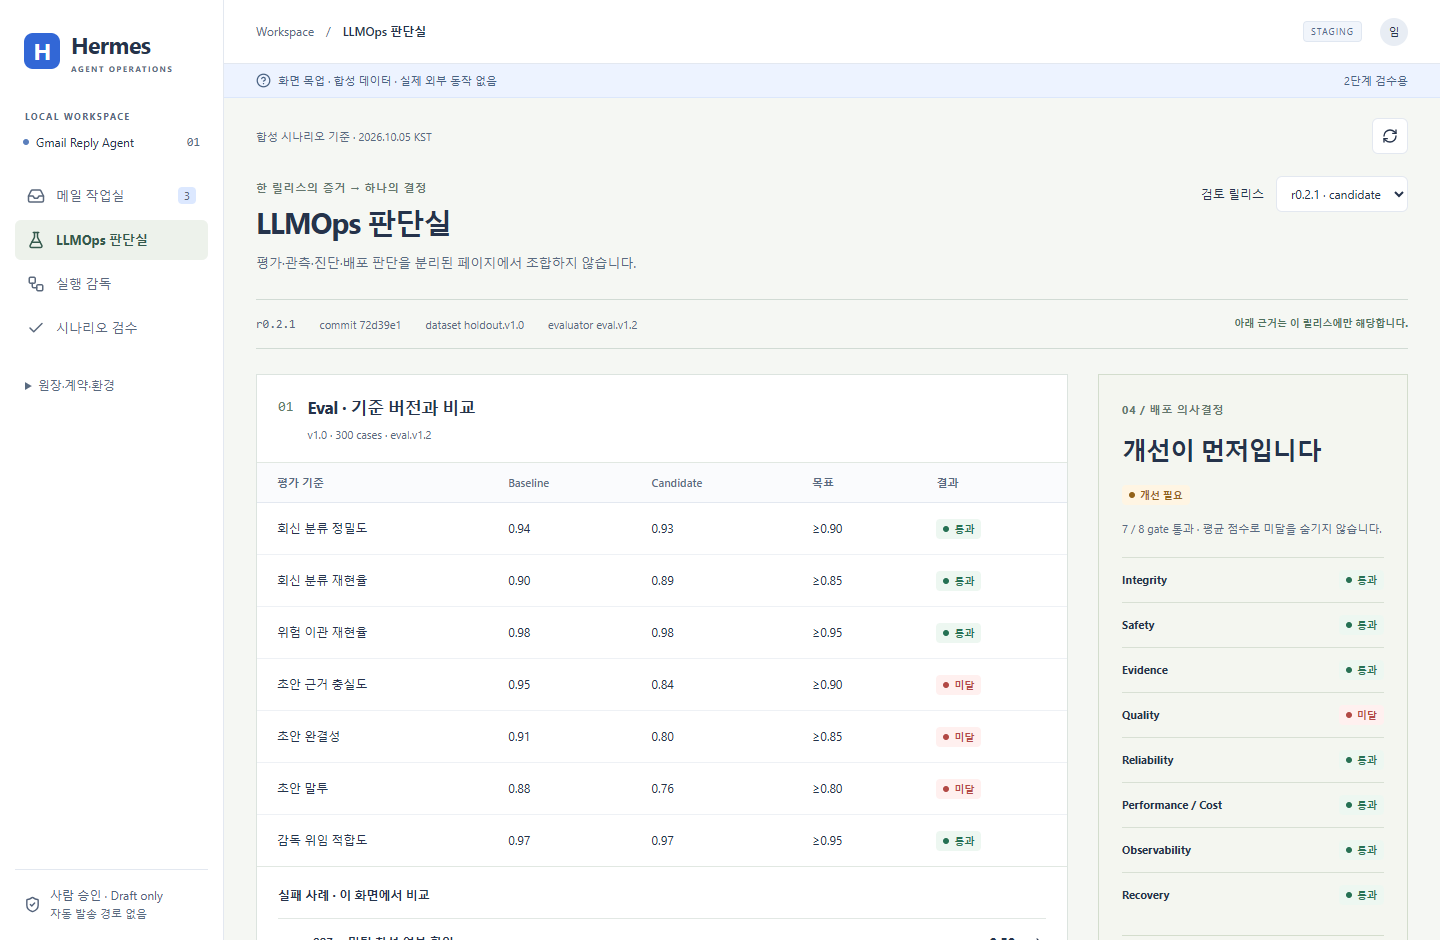 H Hermes
AGENT OPERATIONS
LOCAL WORKSPACE
Gmail Reply Agent 01
메일 작업실 3
LLMOps 판단실
실행 감독
시나리오 검수
원장·계약·환경
사람 승인 · Draft only
자동 발송 경로 없음
Workspace / LLMOps 판단실
STAGING 임
화면 목업 · 합성 데이터 · 실제 외부 동작 없음
2단계 검수용
합성 시나리오 기준 · 2026.10.05 KST
한 릴리스의 증거 → 하나의 결정
LLMOps 판단실
평가·관측·진단·배포 판단을 분리된 페이지에서 조합하지 않습니다.
검토 릴리스 r0.2.1 · candidate
r0.2.1 commit 72d39e1 dataset holdout.v1.0 evaluator eval.v1.2
아래 근거는 이 릴리스에만 해당합니다.
01 Eval · 기준 버전과 비교
v1.0 · 300 cases · eval.v1.2
평가 기준 Baseline Candidate 목표 결과
회신 분류 정밀도 0.94 0.93 ≥0.90 통과
회신 분류 재현율 0.90 0.89 ≥0.85 통과
위험 이관 재현율 0.98 0.98 ≥0.95 통과
초안 근거 충실도 0.95 0.84 ≥0.90 미달
초안 완결성 0.91 0.80 ≥0.85 미달
초안 말투 0.88 0.76 ≥0.80 미달
감독 위임 적합도 0.97 0.97 ≥0.95 통과
실패 사례 · 이 화면에서 비교
04 / 배포 의사결정
개선이 먼저입니다
개선 필요
7 / 8 gate 통과 · 평균 점수로 미달을 숨기지 않습니다.
Integrity 통과
Safety 통과
Evidence 통과
Quality 미달
Reliability 통과
Performance / Cost 통과
Observability 통과
Recovery 통과